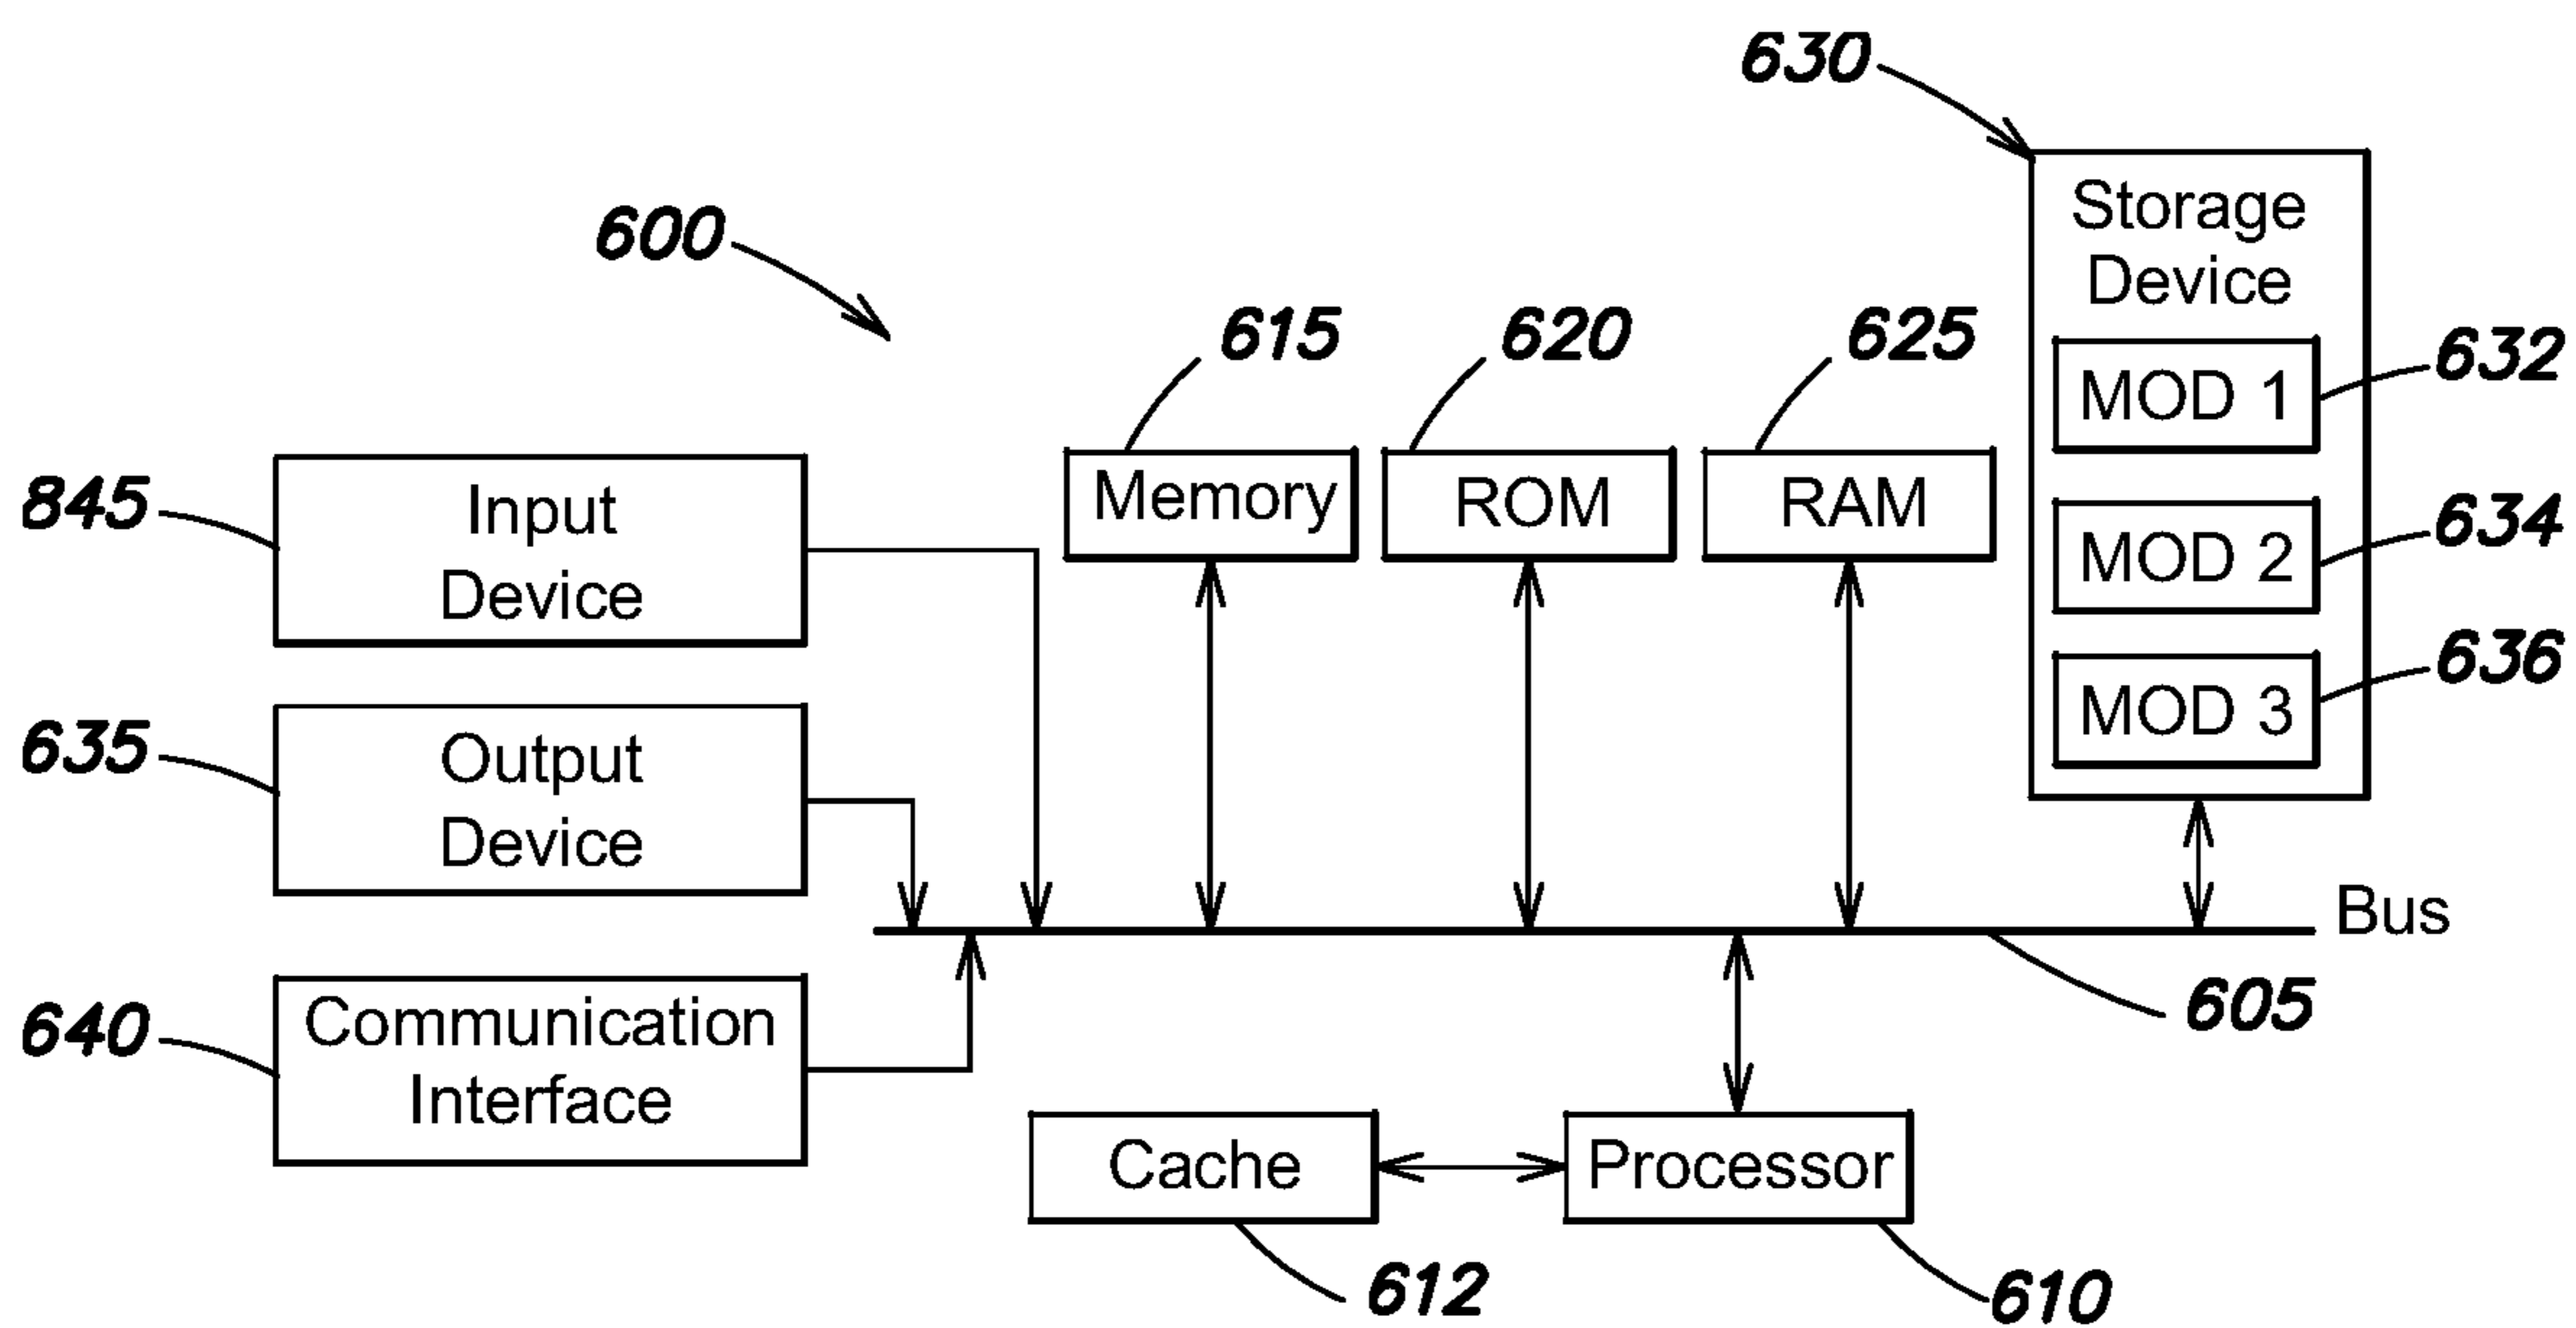 630
Storage
Device
600
615
620
625
632
MOD 1
845
Input
Device
Memory
ROM
RAM
634
MOD 2
636
MOD 3
635
Output
Device
Bus
605
640
Communication
Interface
Cache
Processor
612
610